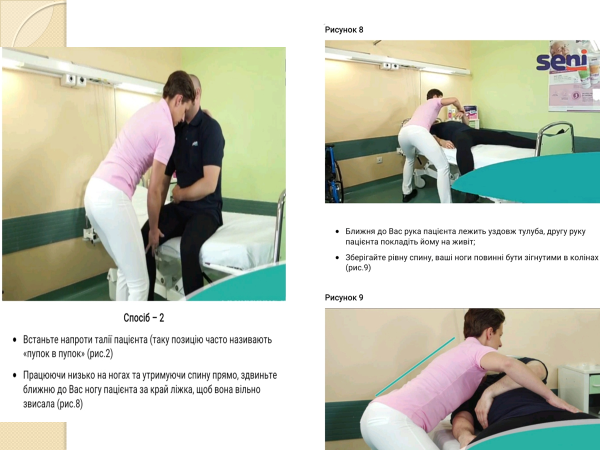 Спосіб – 2
Встаньте напроти талії пацієнта (таку позицію часто називають
«пупок в пупок» (рис.2)
Працюючи низько на ногах та утримуючи спину прямо, здвиньте
ближню до Вас ногу пацієнта за край ліжка, щоб вона вільно
звисала (рис.8)
Рисунок 8
seni
Ближня до Вас рука пацієнта лежить уздовж тулуба, другу руку
пацієнта покладіть йому на живіт;
Зберігайте рівну спину, ваші ноги повинні бути зігнутими в колінах
(рис.9)
Рисунок 9